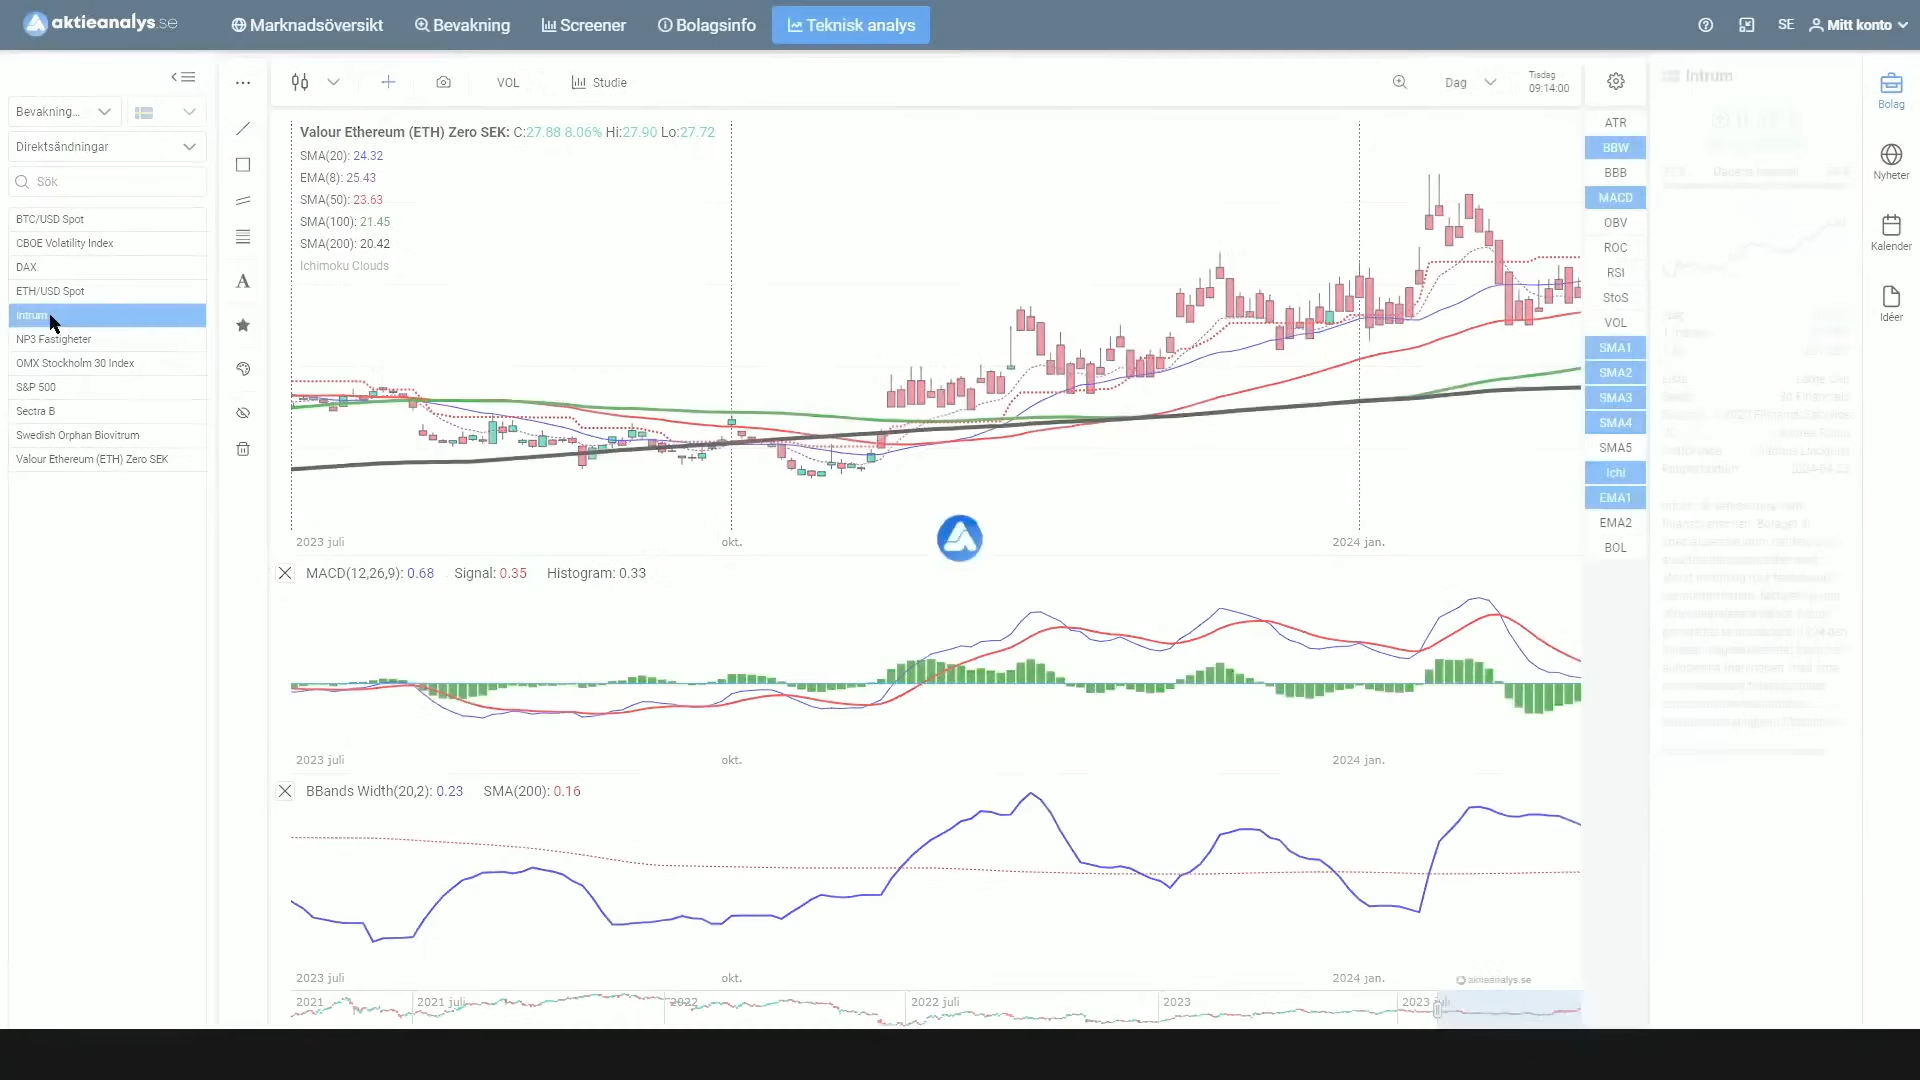 aktieanalys.se
Marknadsöversikt
Bevakning
Screener
Bolagsinfo
Teknisk analys
SE
Mitt konto
Bevakning...
Direktsändningar
Sök
BTC/USD Spot
CBOE Volatility Index
DAX
ETH/USD Spot
Intrum
NP3 Fastigheter
OMX Stockholm 30 Index
S&P 500
Sectra B
Swedish Orphan Biovitrum
Valour Ethereum (ETH) Zero SEK
VOL
Studie
Dag
Tisdag
09:14:00
Valour Ethereum (ETH) Zero SEK: C:27.88 8.06% Hi:27.90 Lo:27.72
SMA(20): 24.32
EMA(8): 25.43
SMA(50): 23.63
SMA(100): 21.45
SMA(200): 20.42
Ichimoku Clouds
2023 juli okt. 2024 jan.
MACD(12,26,9): 0.68 Signal: 0.35 Histogram: 0.33
2023 juli okt. 2024 jan.
BBands Width(20,2): 0.23 SMA(200): 0.16
2023 juli okt. 2024 jan.
aktieanalys.se
2021 2021 juli 2022 2022 juli 2023 2023 juli
ATR
BBW
BBB
MACD
OBV
ROC
RSI
StoS
VOL
SMA1
SMA2
SMA3
SMA4
SMA5
Ichi
EMA1
EMA2
BOL
Intrum
Bolag
Nyheter
Kalender
Idéer